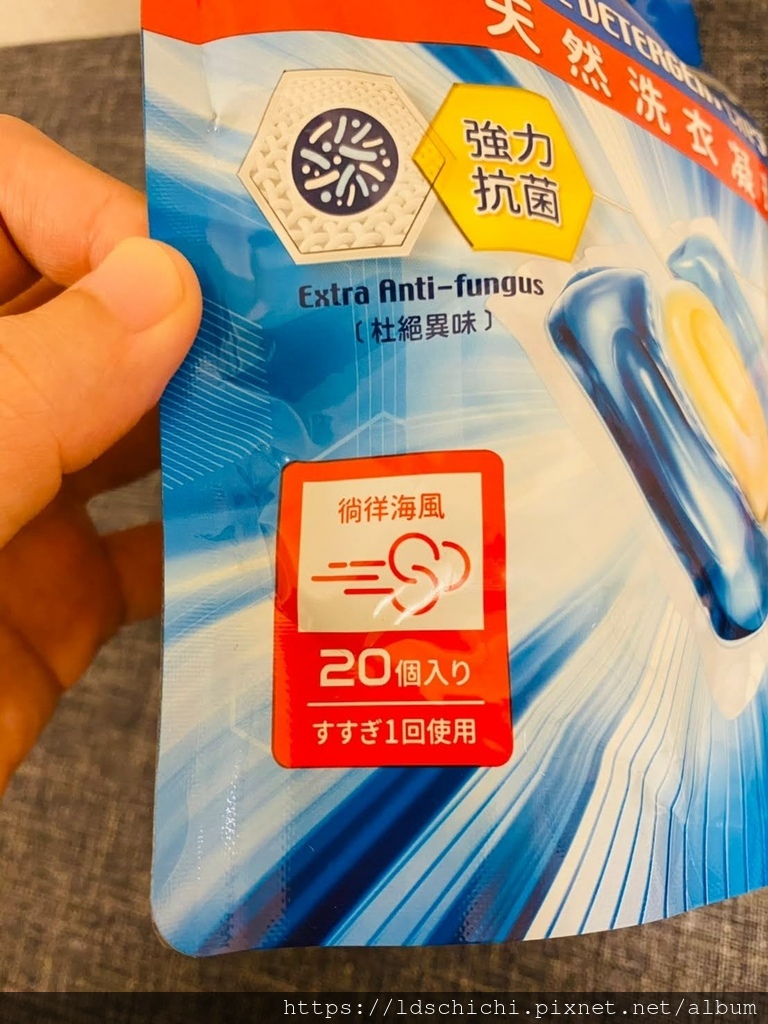 DETERGENT
天然洗衣凝
強力
抗菌
Extra Anti-fungus
〔杜絕異味〕
徜徉海風
20個入り
すすぎ1回使用
https://ldschichi.pixnet.net/album